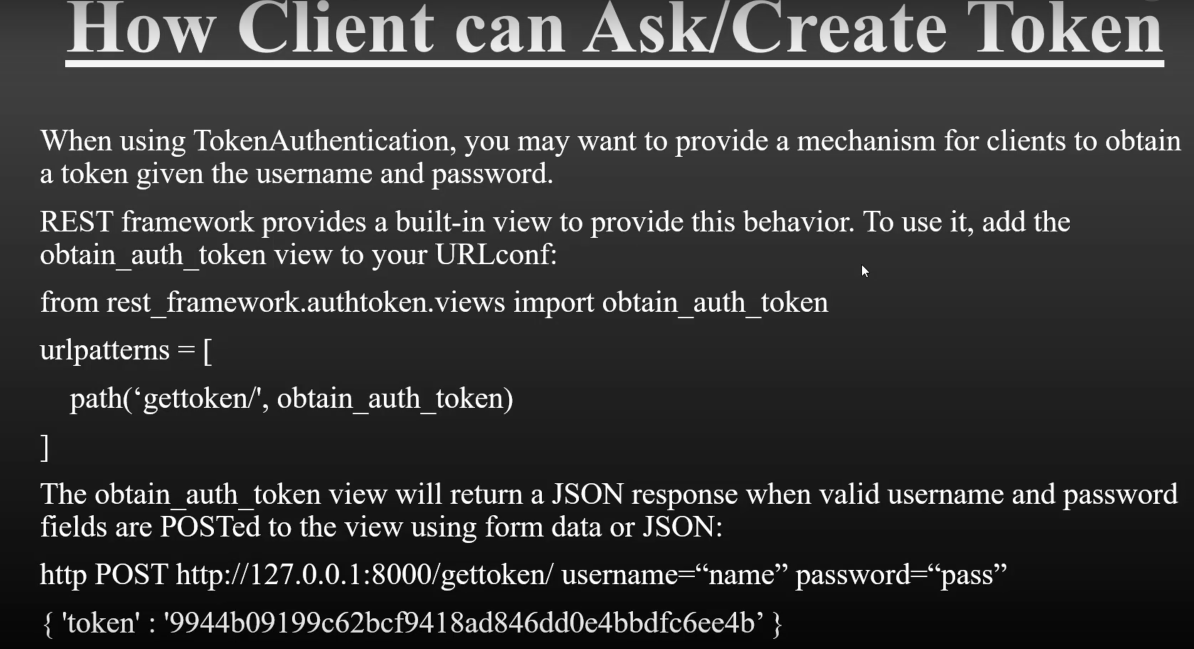 How Client can Ask/Create Token
When using TokenAuthentication, you may want to provide a mechanism for clients to obtain
a token given the username and password.
REST framework provides a built-in view to provide this behavior. To use it, add the
obtain_auth_token view to your URLconf:
from rest_framework.authtoken.views import obtain_auth_token
urlpatterns = [
path(‘gettoken/', obtain_auth_token)
]
The obtain_auth_token view will return a JSON response when valid username and password
fields are POSTed to the view using form data or JSON:
http POST http://127.0.0.1:8000/gettoken/ username=“name” password=“pass”
{ 'token' : '9944b09199c62bcf9418ad846dd0e4bbdfc6ee4b’ }